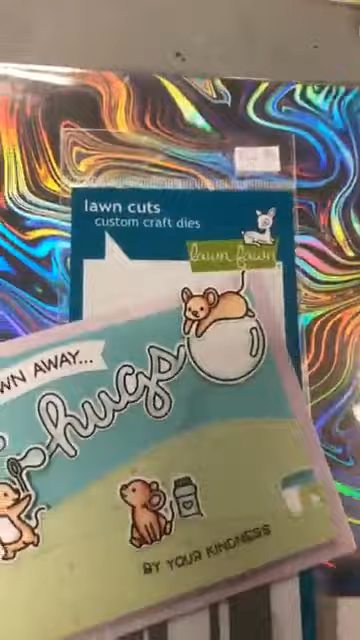 lawn cuts
custom craft dies
lawn fawn
WN AWAY...
hugs
BY YOUR KINDNESS